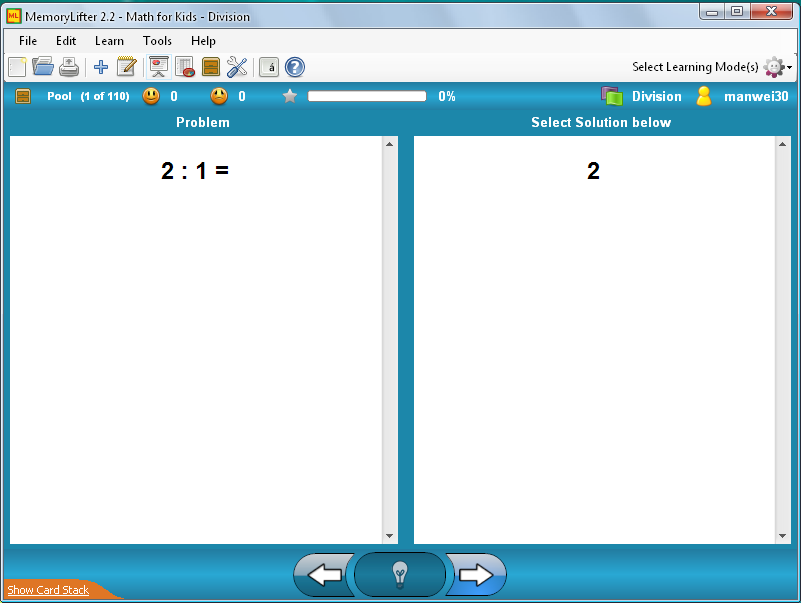 MemoryLifter 2.2 - Math for Kids - Division
File Edit Learn Tools Help
Select Learning Mode(s)
Pool (1 of 110) 0 0 0% Division manwei30
Problem Select Solution below
2 : 1 = 2
Show Card Stack